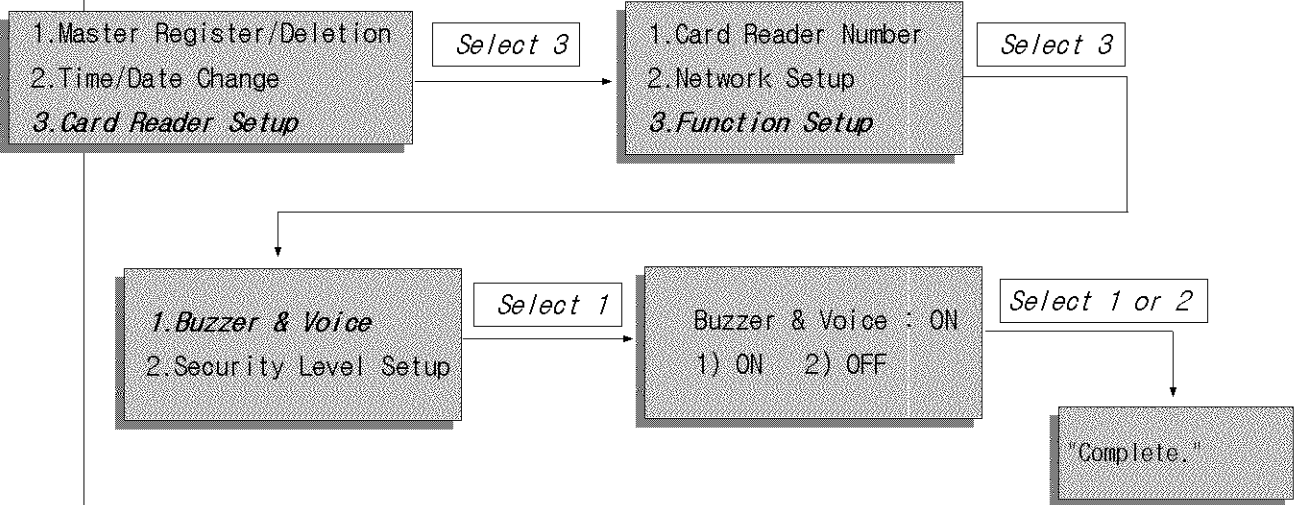 1.Master Register/Deletion
2.Time/Date Change
3.Card Reader Setup
Select 3
1.Card Reader Number
2.Network Setup
3.Function Setup
Select 3
1.Buzzer & Voice
2.Security Level Setup
Select 1
Buzzer & Voice : ON
1) ON 2) OFF
Select 1 or 2
"Complete."